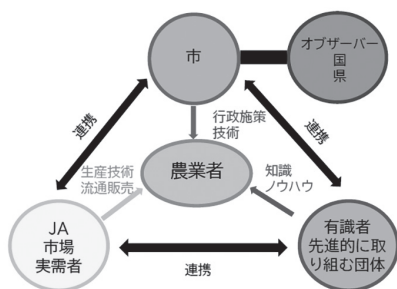 市
オブザーバー
国
県
連携
行政施策
技術
連携
生産技術
流通販売
農業者
知識
ノウハウ
JA
市場
実需者
連携
有識者
先進的に取
り組む団体